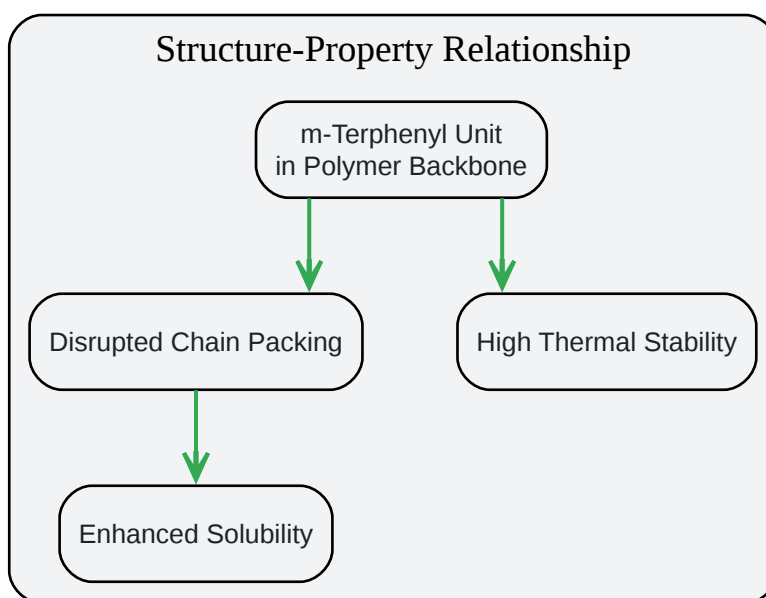 Structure-Property Relationship
m-Terphenyl Unit
in Polymer Backbone
Disrupted Chain Packing
High Thermal Stability
Enhanced Solubility